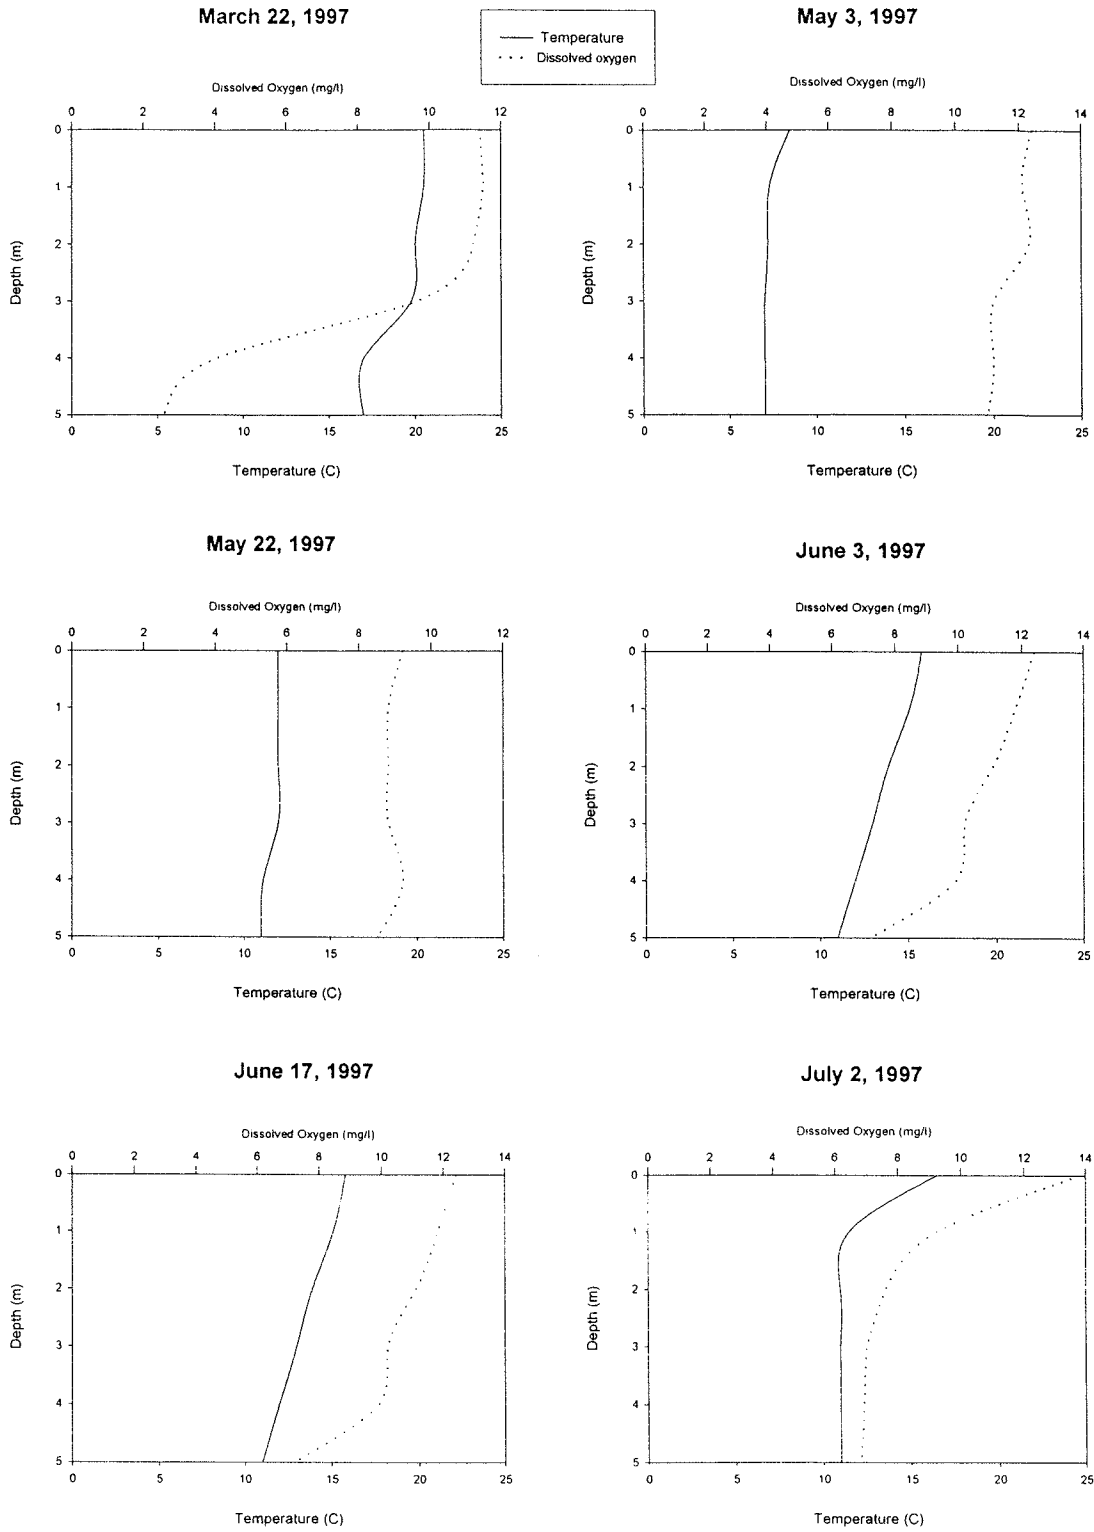 March 22, 1997
Temperature
Dissolved oxygen
May 3, 1997
Dissolved Oxygen (mg/l)
0 2 4 6 8 10 12
0
1
2
3
4
5
Depth (m)
0 5 10 15 20 25
Temperature (C)
Dissolved Oxygen (mg/l)
0 2 4 6 8 10 12 14
0
1
2
3
4
5
Depth (m)
0 5 10 15 20 25
Temperature (C)
May 22, 1997
Dissolved Oxygen (mg/l)
0 2 4 6 8 10 12
0
1
2
3
4
5
Depth (m)
0 5 10 15 20 25
Temperature (C)
June 3, 1997
Dissolved Oxygen (mg/l)
0 2 4 6 8 10 12 14
0
1
2
3
4
5
Depth (m)
0 5 10 15 20 25
Temperature (C)
June 17, 1997
Dissolved Oxygen (mg/l)
0 2 4 6 8 10 12 14
0
1
2
3
4
5
Depth (m)
0 5 10 15 20 25
Temperature (C)
July 2, 1997
Dissolved Oxygen (mg/l)
0 2 4 6 8 10 12 14
0
1
2
3
4
5
Depth (m)
0 5 10 15 20 25
Temperature (C)